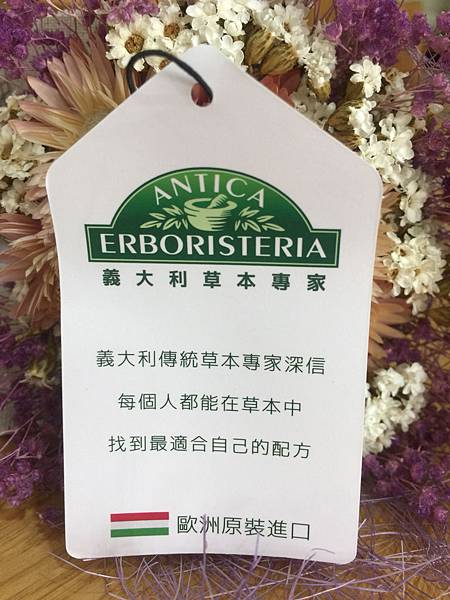 ANTICA
ERBORISTERIA
義大利草本專家
義大利傳統草本專家深信
每個人都能在草本中
找到最適合自己的配方
歐洲原裝進口